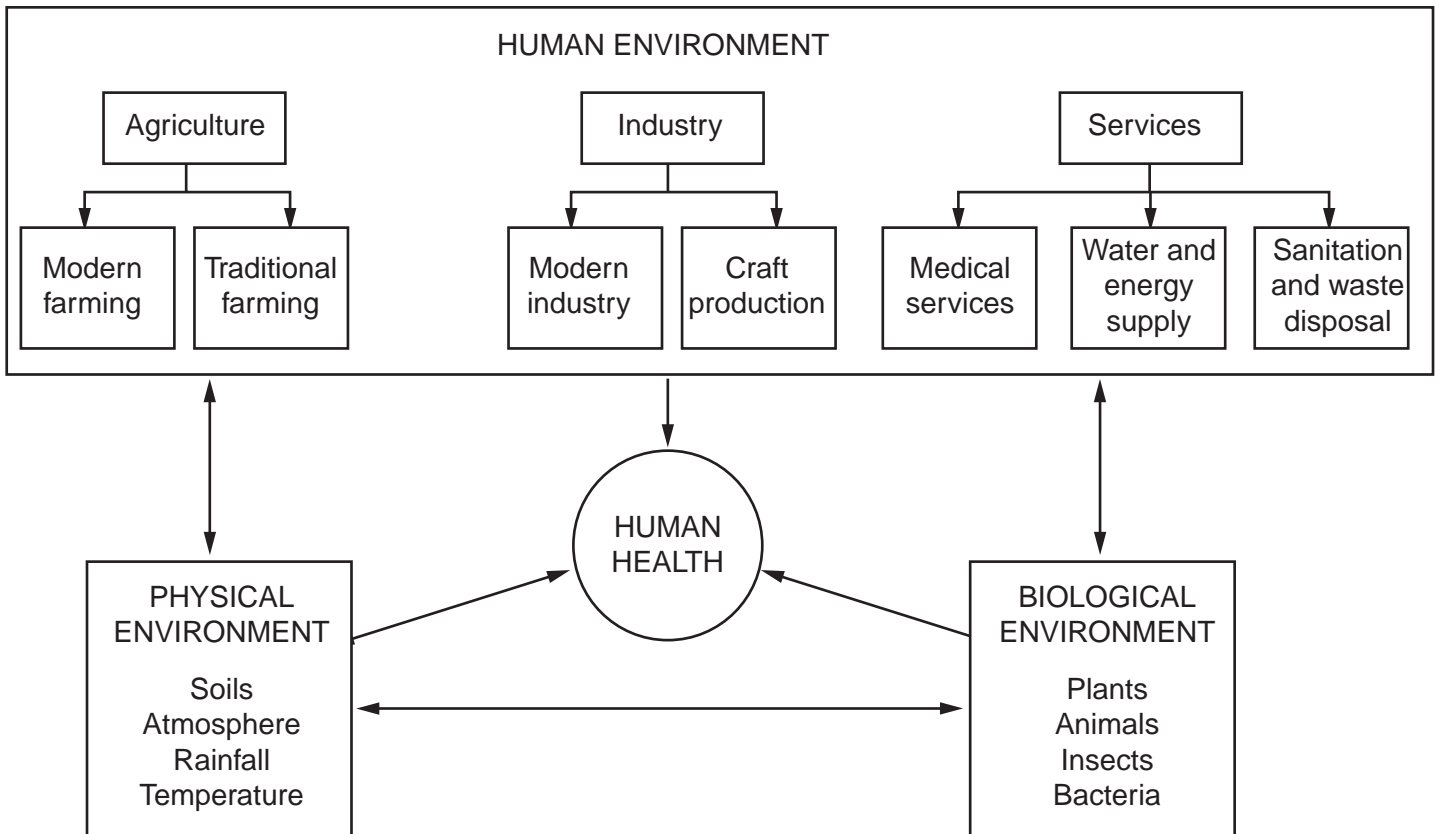 HUMAN ENVIRONMENT
Agriculture
Industry
Services
Modern
farming
Traditional
farming
Modern
industry
Craft
production
Medical
services
Water and
energy
supply
Sanitation
and waste
disposal
HUMAN
HEALTH
PHYSICAL
ENVIRONMENT
Soils
Atmosphere
Rainfall
Temperature
BIOLOGICAL
ENVIRONMENT
Plants
Animals
Insects
Bacteria